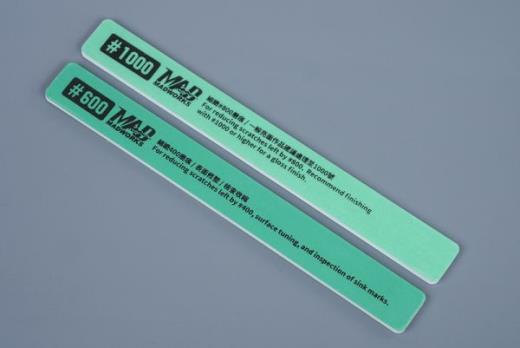 #1000
MAD
MADWORKS
For reducing scratches left by #800. Recommend finishing
with #1000 or higher for a gloss finish.
#600
MAD
MADWORKS
For reducing scratches left by #400, surface tuning, and inspection of sink marks.